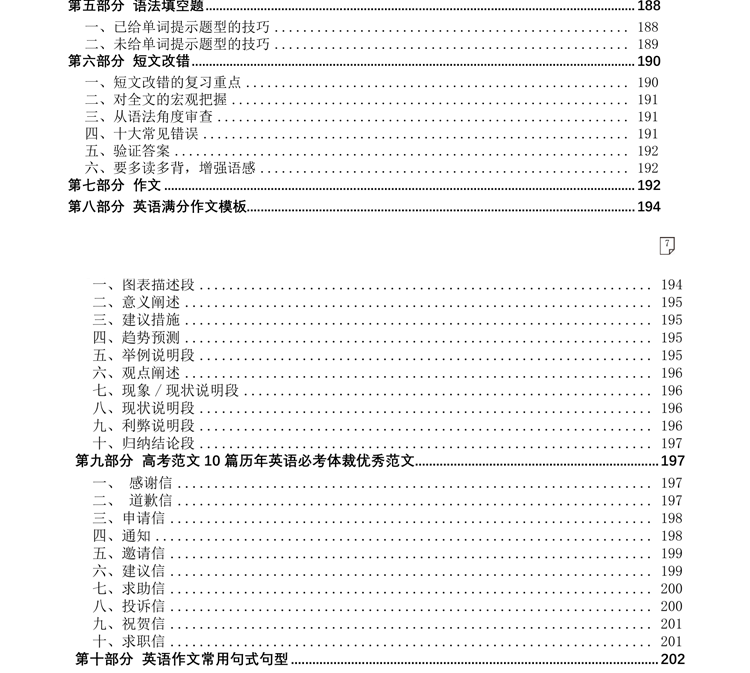 第五部分 语法填空题........................................188
一、已给单词提示题型的技巧........................................188
二、未给单词提示题型的技巧........................................189
第六部分 短文改错........................................190
一、短文改错的复习重点........................................190
二、对全文的宏观把握........................................191
三、从语法角度审查........................................191
四、十大常见错误........................................191
五、验证答案........................................192
六、要多读多背，增强语感........................................192
第七部分 作文........................................192
第八部分 英语满分作文模板........................................194
7
一、图表描述段........................................194
二、意义阐述........................................195
三、建议措施........................................195
四、趋势预测........................................195
五、举例说明段........................................195
六、观点阐述........................................196
七、现象/现状说明段........................................196
八、现状说明段........................................196
九、利弊说明段........................................196
十、归纳结论段........................................197
第九部分 高考范文10篇历年英语必考体裁优秀范文........................................197
一、 感谢信........................................197
二、 道歉信........................................197
三、申请信........................................198
四、通知........................................198
五、邀请信........................................199
六、建议信........................................199
七、求助信........................................200
八、投诉信........................................200
九、祝贺信........................................201
十、求职信........................................201
第十部分 英语作文常用句式句型........................................202